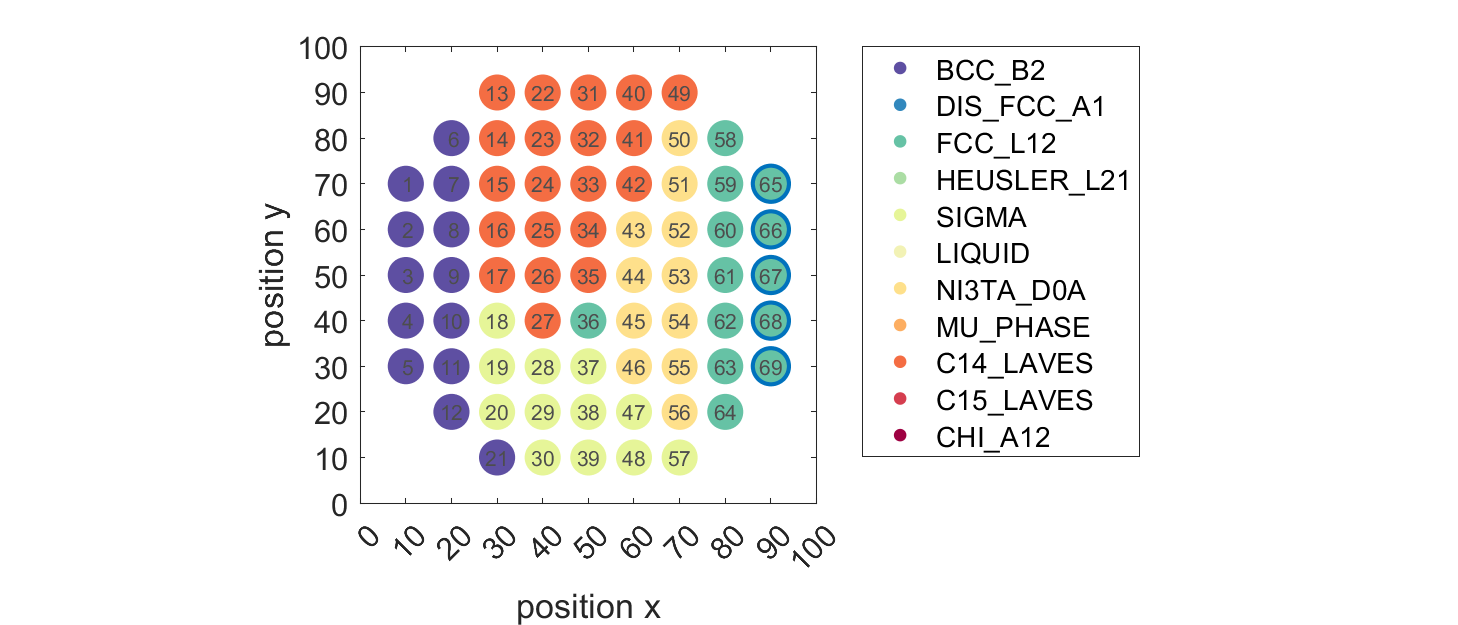 100
90
80
70
60
50
40
30
20
10
0
position y
13 22 31 40 49
6 14 23 32 41 50 58
1 7 15 24 33 42 51 59 65
2 8 16 25 34 43 52 60 66
3 9 17 26 35 44 53 61 67
4 10 18 27 36 45 54 62 68
5 11 19 28 37 46 55 63 69
12 20 29 38 47 56 64
21 30 39 48 57
0 10 20 30 40 50 60 70 80 90 100
position x
BCC_B2
DIS_FCC_A1
FCC_L12
HEUSLER_L21
SIGMA
LIQUID
NI3TA_D0A
MU_PHASE
C14_LAVES
C15_LAVES
CHI_A12